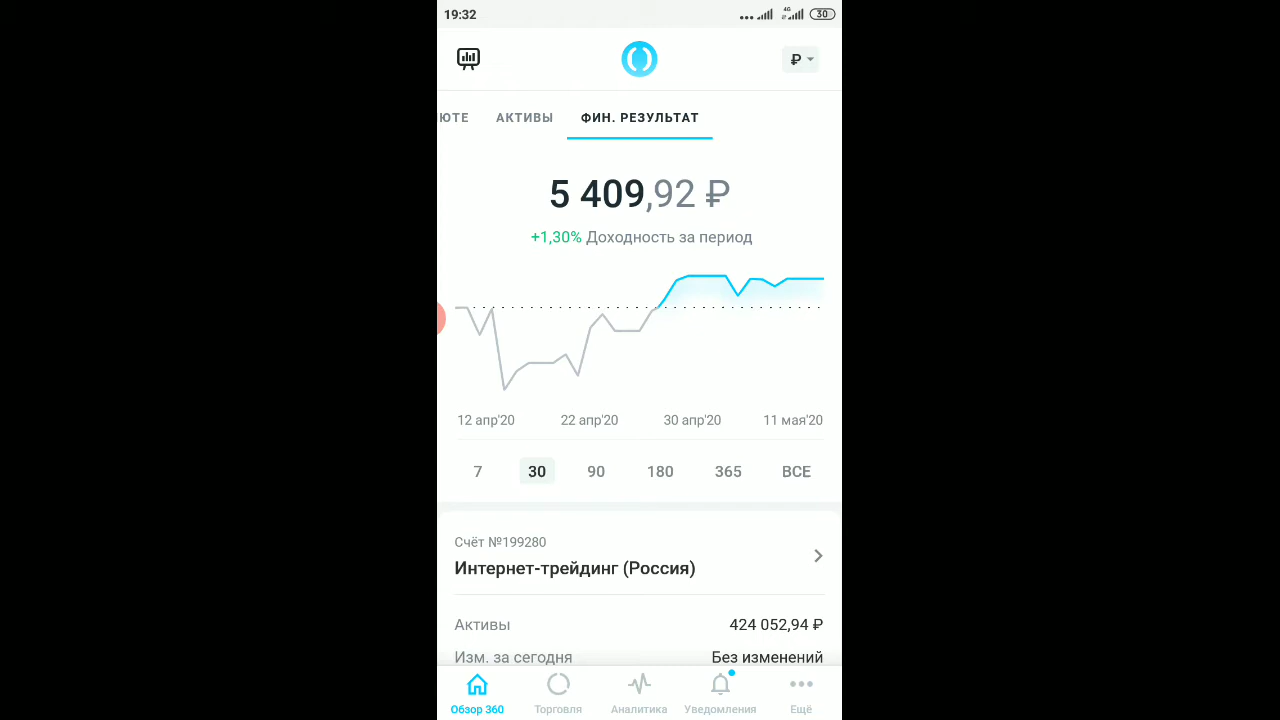 19:32
4G
30
₽
ЮТЕ АКТИВЫ ФИН. РЕЗУЛЬТАТ
5 409,92 ₽
+1,30% Доходность за период
12 апр'20 22 апр'20 30 апр'20 11 мая'20
7 30 90 180 365 ВСЕ
Счёт №199280
Интернет-трейдинг (Россия)
Активы 424 052,94 ₽
Изм. за сегодня Без изменений
Обзор 360 Торговля Аналитика Уведомления Ещё